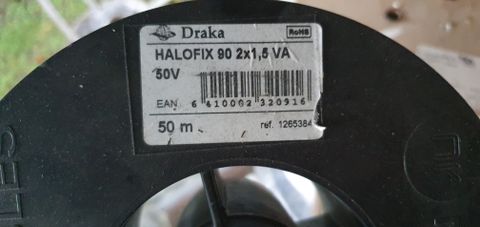 Draka
RoHS
HALOFIX 90 2x1,5 VA
50V
EAN 6 610002 320916
50 m
ref. 1265384